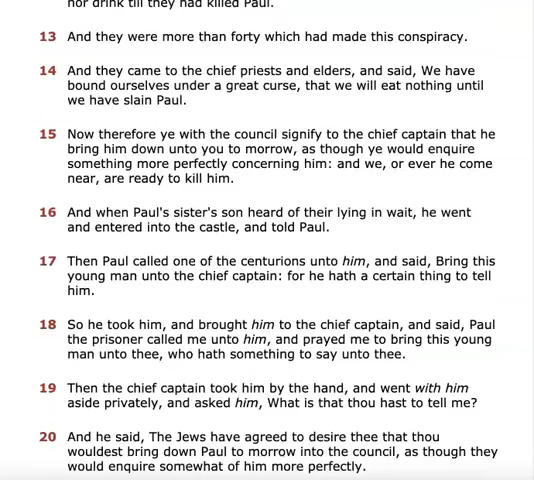 nor drink till they had killed Paul.
13 And they were more than forty which had made this conspiracy.
14 And they came to the chief priests and elders, and said, We have
bound ourselves under a great curse, that we will eat nothing until
we have slain Paul.
15 Now therefore ye with the council signify to the chief captain that he
bring him down unto you to morrow, as though ye would enquire
something more perfectly concerning him: and we, or ever he come
near, are ready to kill him.
16 And when Paul's sister's son heard of their lying in wait, he went
and entered into the castle, and told Paul.
17 Then Paul called one of the centurions unto him, and said, Bring this
young man unto the chief captain: for he hath a certain thing to tell
him.
18 So he took him, and brought him to the chief captain, and said, Paul
the prisoner called me unto him, and prayed me to bring this young
man unto thee, who hath something to say unto thee.
19 Then the chief captain took him by the hand, and went with him
aside privately, and asked him, What is that thou hast to tell me?
20 And he said, The Jews have agreed to desire thee that thou
wouldest bring down Paul to morrow into the council, as though they
would enquire somewhat of him more perfectly.